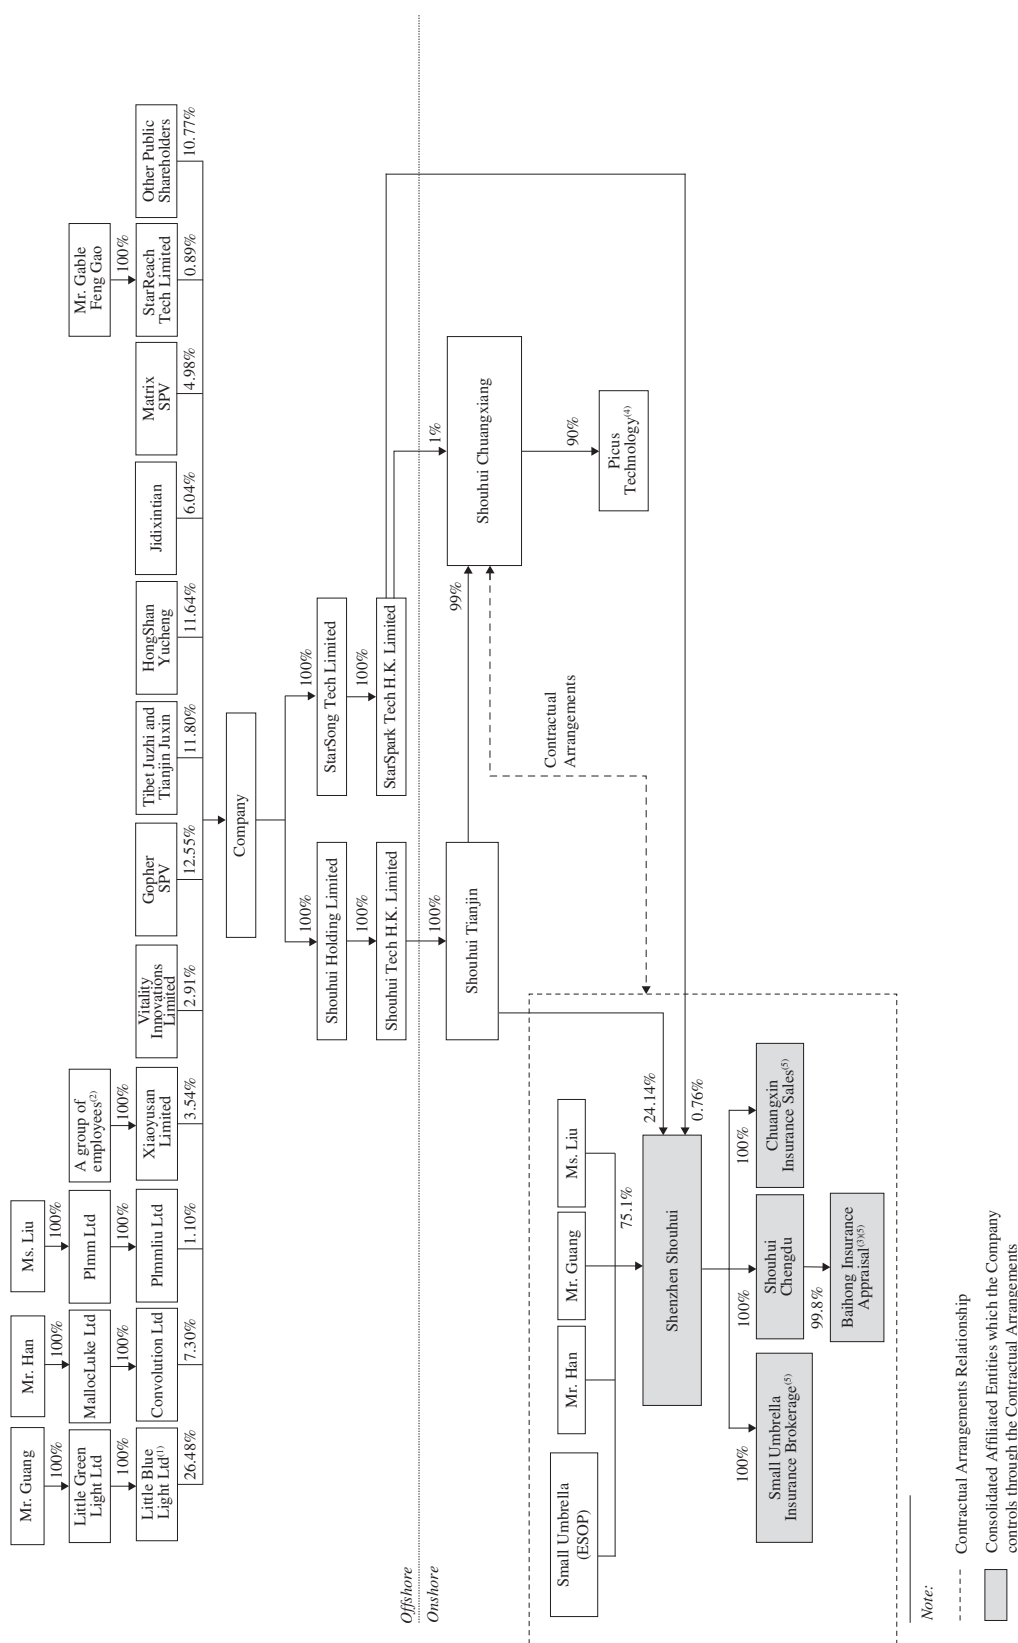 Mr. Guang
Mr. Han
Ms. Liu
100%
100%
100%
Little Green
Light Ltd
MallocLuke Ltd
Plmm Ltd
A group of
employees(2)
Mr. Gable
Feng Gao
100%
100%
100%
100%
100%
Little Blue
Light Ltd(1)
Convolution Ltd
Plmmliu Ltd
Xiaoyusan
Limited
Vitality
Innovations
Limited
Gopher
SPV
Tibet Juzhi and
Tianjin Juxin
HongShan
Yucheng
Jidixintian
Matrix
SPV
StarReach
Tech Limited
Other Public
Shareholders
26.48%
7.30%
1.10%
3.54%
2.91%
12.55%
11.80%
11.64%
6.04%
4.98%
0.89%
10.77%
Company
100%
100%
Shouhui Holding Limited
StarSong Tech Limited
100%
100%
Shouhui Tech H.K. Limited
StarSpark Tech H.K. Limited
Offshore
Onshore
100%
99%
1%
Shouhui Tianjin
Shouhui Chuangxiang
Contractual
Arrangements
90%
Picus
Technology(4)
Small Umbrella
(ESOP)
Mr. Han
Mr. Guang
Ms. Liu
75.1%
24.14%
0.76%
Shenzhen Shouhui
100%
100%
100%
Small Umbrella
Insurance Brokerage(5)
Shouhui
Chengdu
Chuangxin
Insurance Sales(5)
99.8%
Baihong Insurance
Appraisal(3)(5)
Note:
Contractual Arrangements Relationship
Consolidated Affiliated Entities which the Company
controls through the Contractual Arrangements